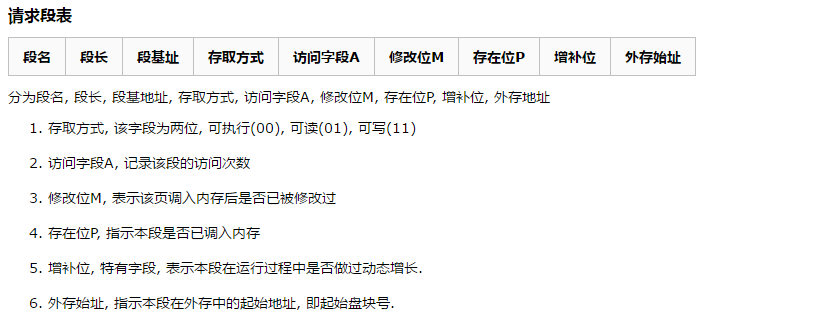 请求段表
段名 段长 段基址 存取方式 访问字段A 修改位M 存在位P 增补位 外存始址
分为段名, 段长, 段基地址, 存取方式, 访问字段A, 修改位M, 存在位P, 增补位, 外存地址
1. 存取方式, 该字段为两位, 可执行(00), 可读(01), 可写(11)
2. 访问字段A, 记录该段的访问次数
3. 修改位M, 表示该页调入内存后是否已被修改过
4. 存在位P, 指示本段是否已调入内存
5. 增补位, 特有字段, 表示本段在运行过程中是否做过动态增长.
6. 外存始址, 指示本段在外存中的起始地址, 即起始盘块号.